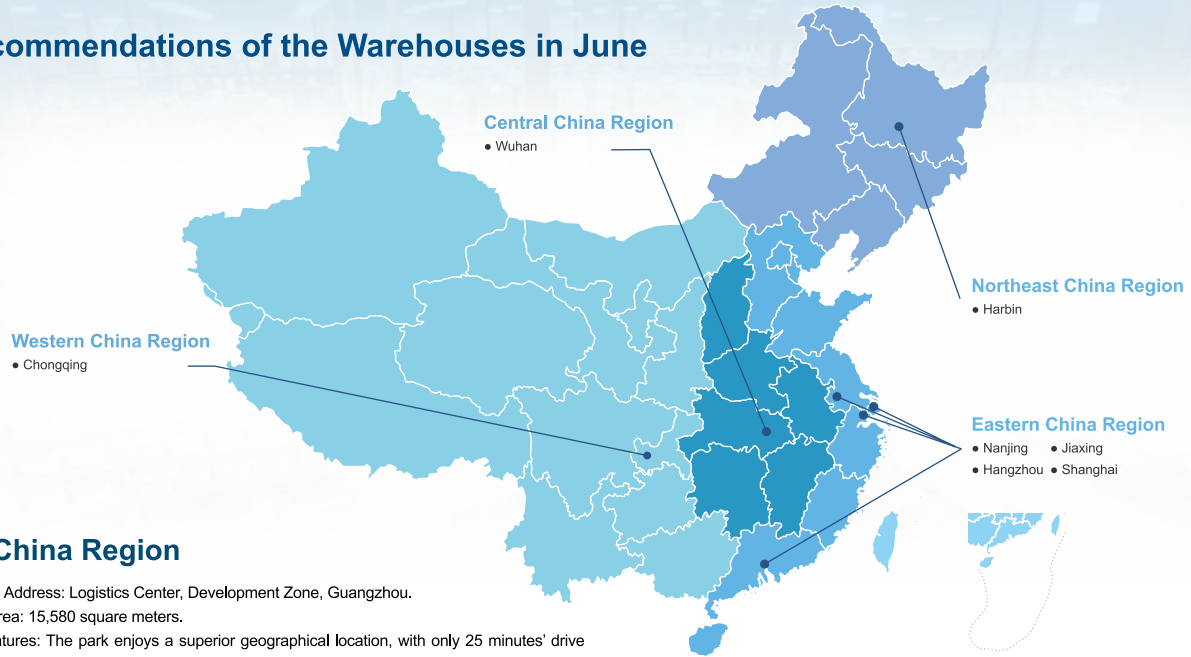 commendations of the Warehouses in June
Central China Region
● Wuhan
Northeast China Region
● Harbin
Western China Region
● Chongqing
Eastern China Region
● Nanjing ● Jiaxing
● Hangzhou ● Shanghai
China Region
Address: Logistics Center, Development Zone, Guangzhou.
rea: 15,580 square meters.
atures: The park enjoys a superior geographical location, with only 25 minutes' drive